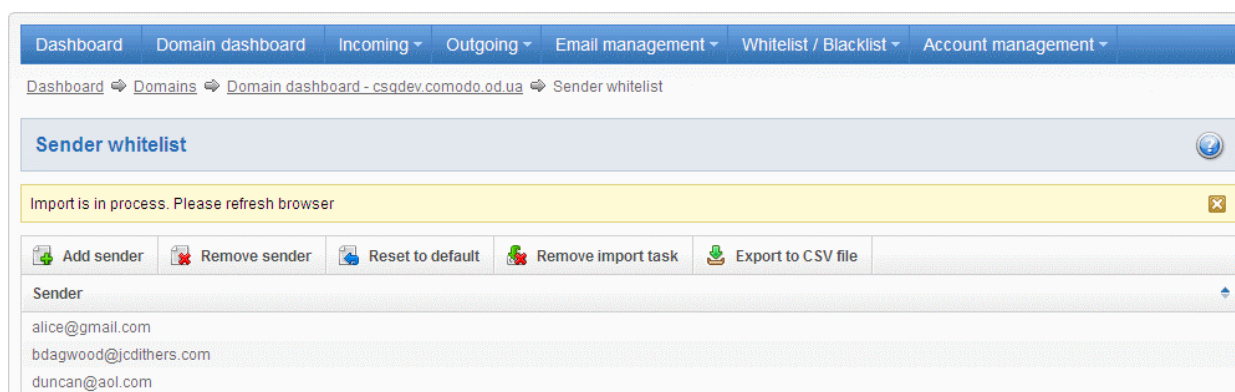 Dashboard Domain dashboard Incoming Outgoing Email management Whitelist / Blacklist Account management
Dashboard Domains Domain dashboard - csqdev.comodo.od.ua Sender whitelist
Sender whitelist
Import is in process. Please refresh browser
Add sender Remove sender Reset to default Remove import task Export to CSV file
Sender
alice@gmail.com
bdagwood@jcdithers.com
duncan@aol.com